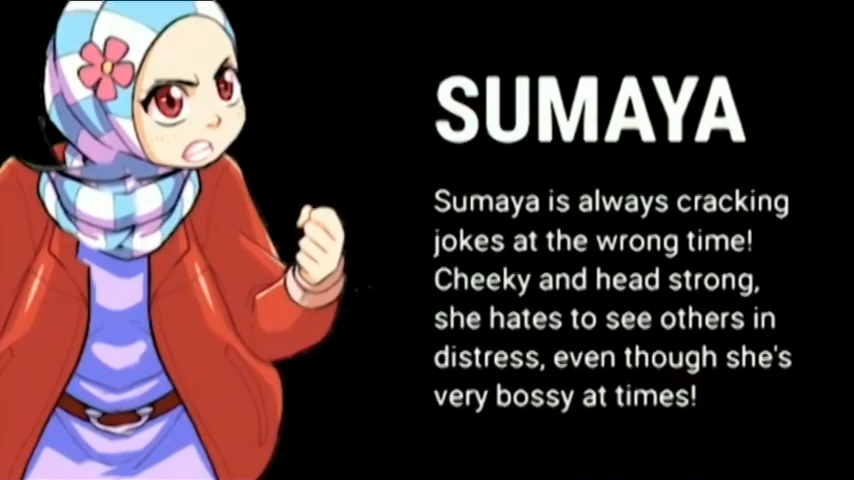 SUMAYA
Sumaya is always cracking
jokes at the wrong time!
Cheeky and head strong,
she hates to see others in
distress, even though she's
very bossy at times!